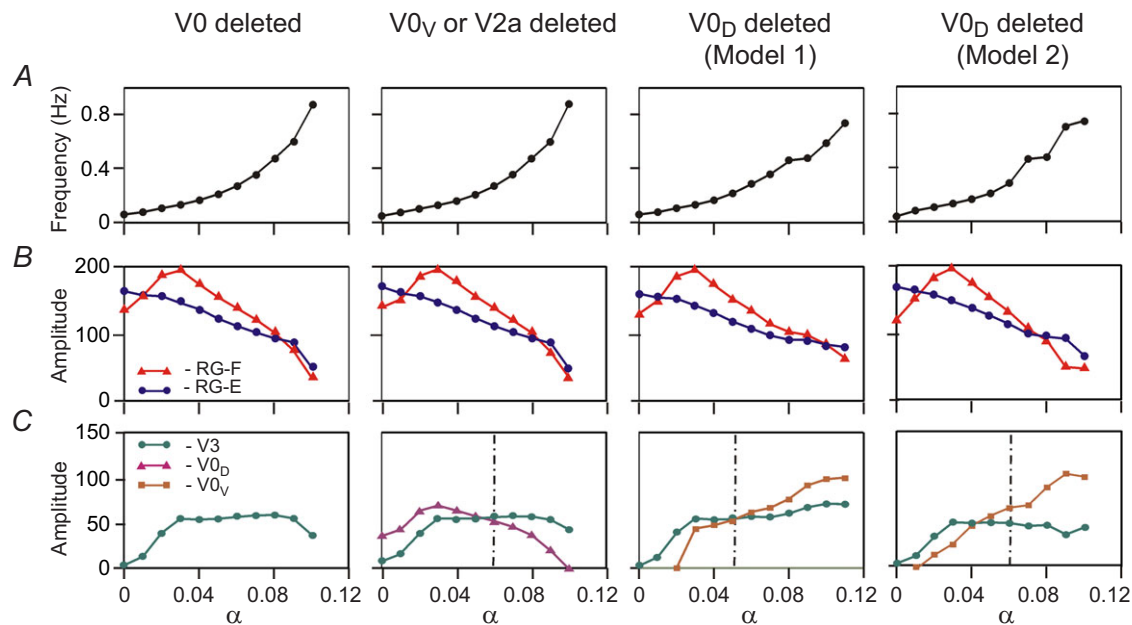 V0 deleted
V0V or V2a deleted
V0D deleted
(Model 1)
V0D deleted
(Model 2)
A
Frequency (Hz)
0.8
0.4
0
B
Amplitude
200
100
0
- RG-F
- RG-E
C
Amplitude
150
100
50
0
- V3
- V0D
- V0V
0 0.04 0.08 0.12
0 0.04 0.08 0.12
0 0.04 0.08 0.12
0 0.04 0.08 0.12
α
α
α
α